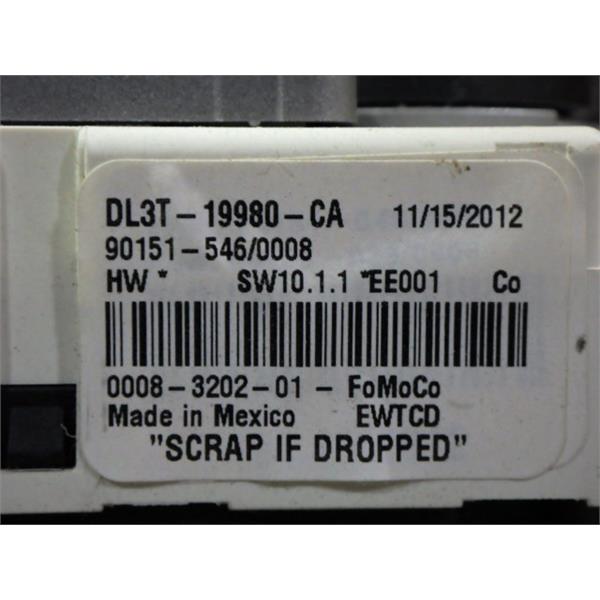 DL3T-19980-CA 11/15/2012
90151-546/0008
HW * SW10.1.1 *EE001 Co
0008-3202-01 - FoMoCo
Made in Mexico EWTCD
"SCRAP IF DROPPED"